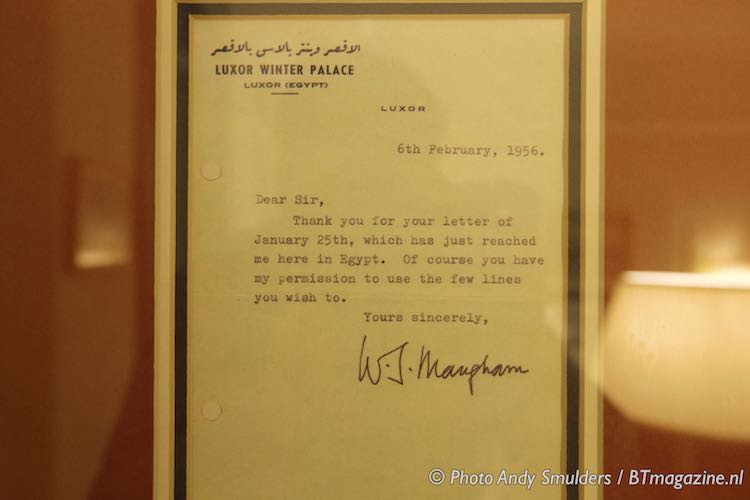 الاقصر وينتر بالاس بالاقصر
LUXOR WINTER PALACE
LUXOR (EGYPT)
LUXOR
6th February, 1956.
Dear Sir,
Thank you for your letter of
January 25th, which has just reached
me here in Egypt. Of course you have
my permission to use the few lines
you wish to.
Yours sincerely,
W.S. Maugham
© Photo Andy Smulders / BTmagazine.nl